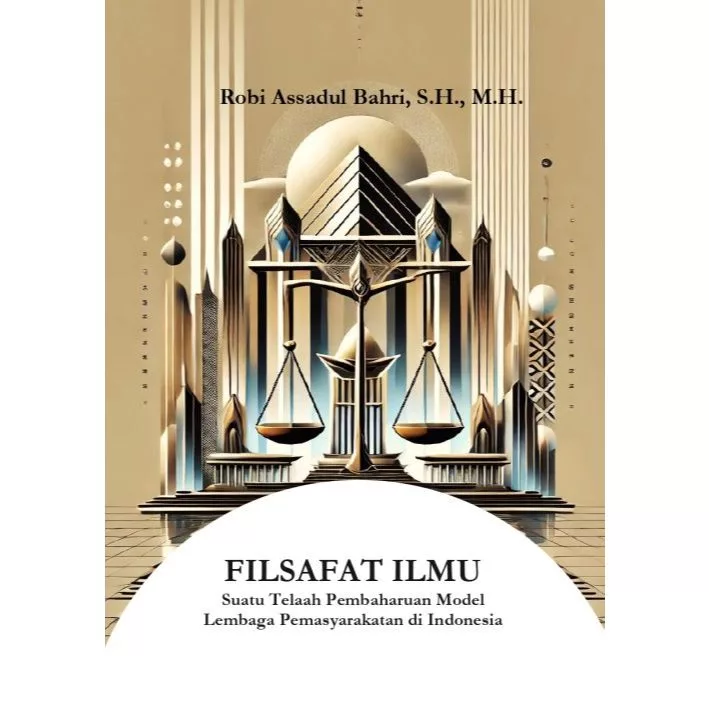 Robi Assadul Bahri, S.H., M.H.
FILSAFAT ILMU
Suatu Telaah Pembaharuan Model
Lembaga Pemasyarakatan di Indonesia